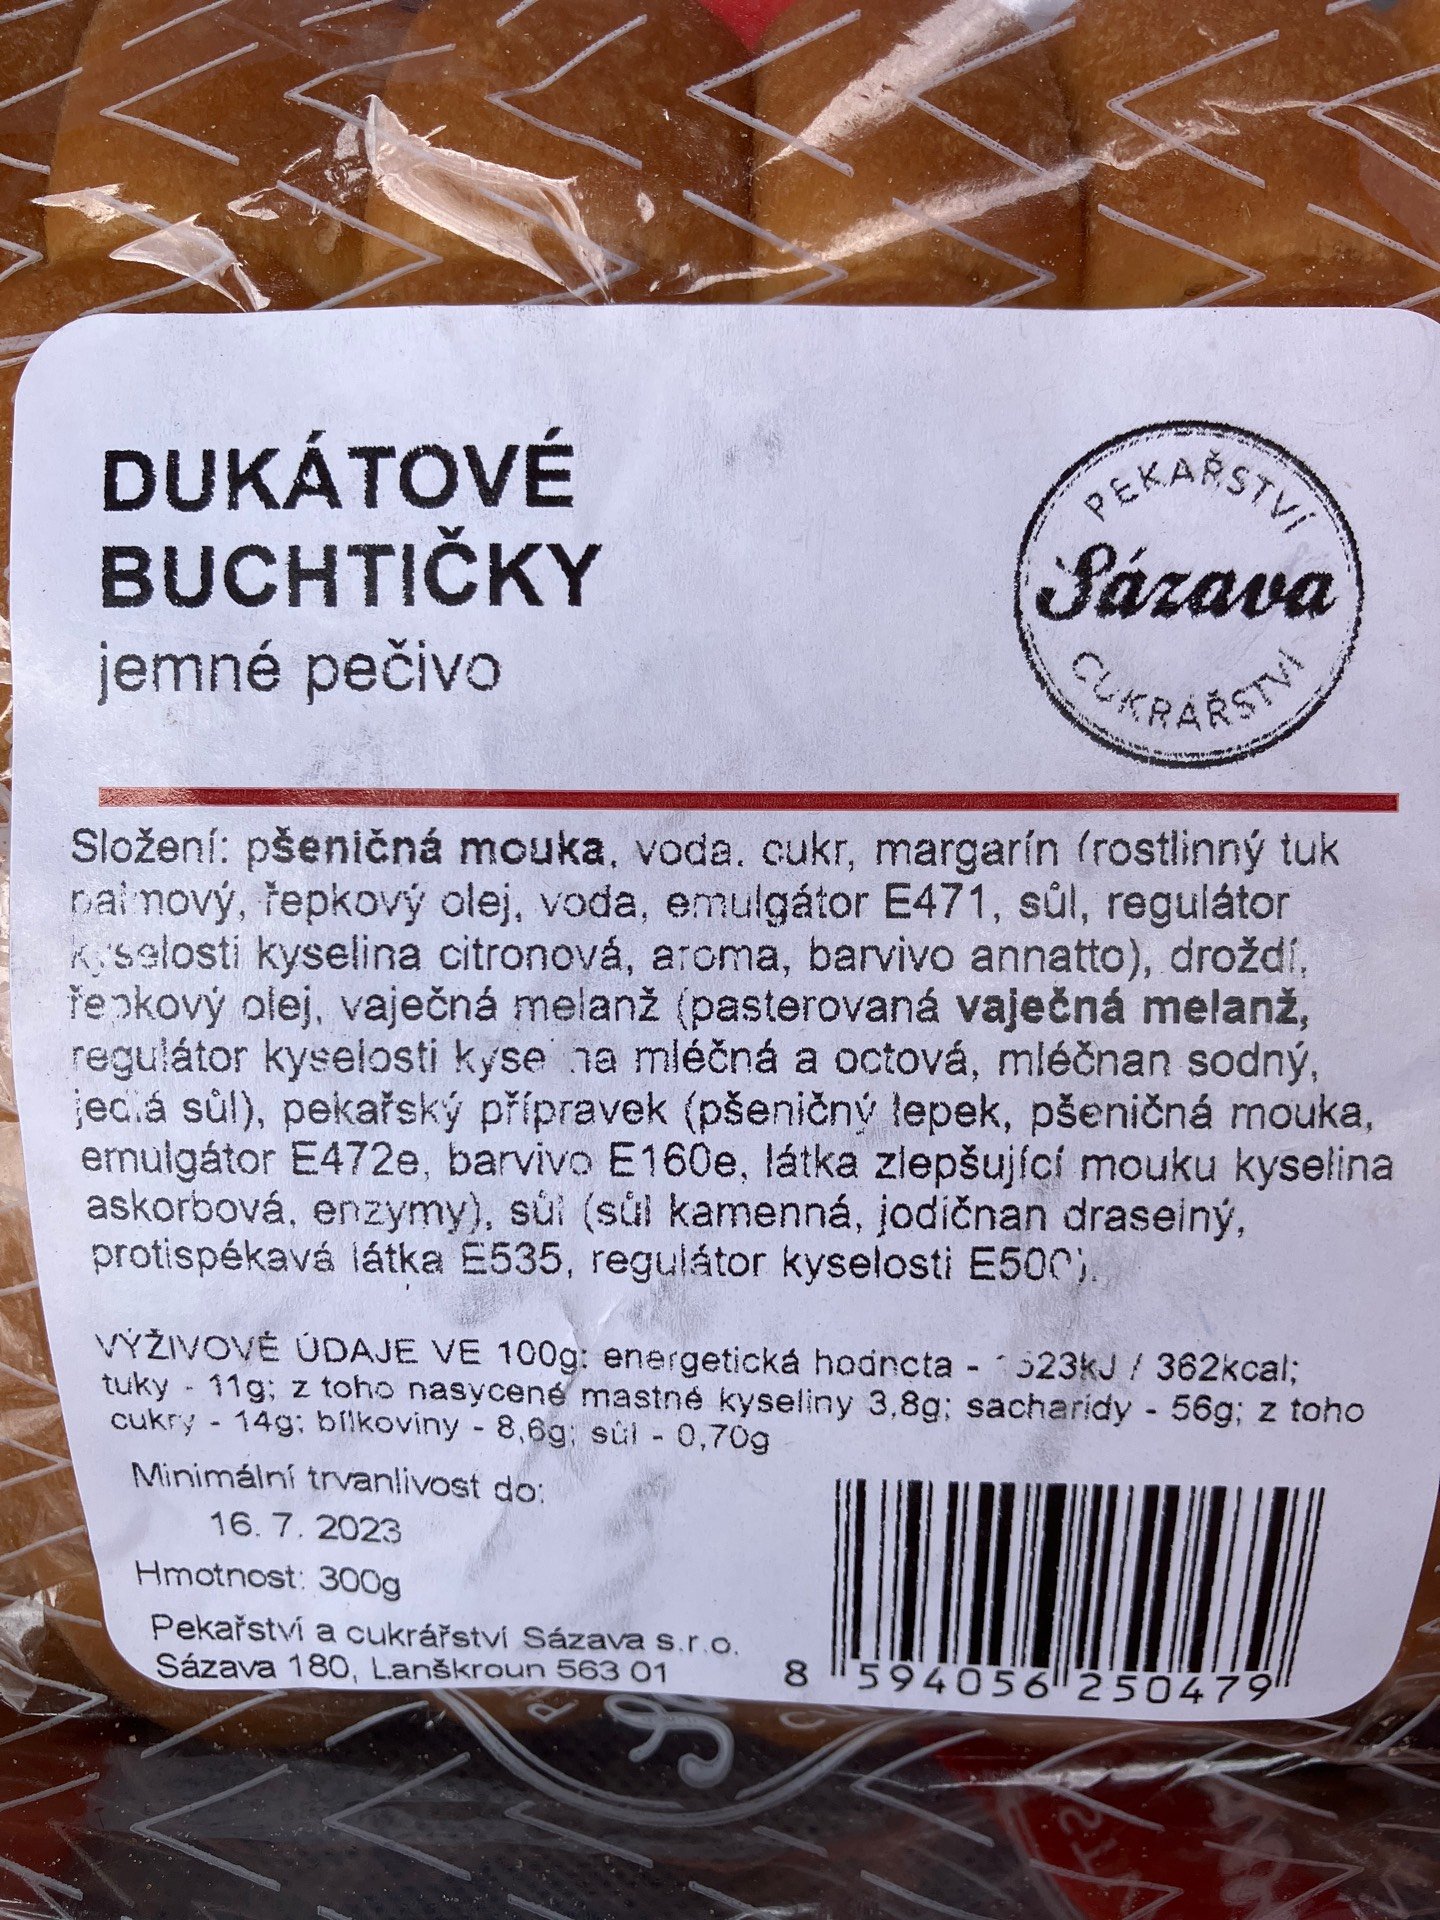 DUKÁTOVÉ
BUCHTIČKY
jemné pečivo
PEKAŘSTVÍ
Sázava
CUKRÁŘSTVÍ
Složení: pšeničná mouka, voda, cukr, margarín (rostlinný tuk
palmový, řepkový olej, voda, emulgátor E471, sůl, regulátor
kyselosti kyselina citronová, aroma, barvivo annatto), droždí,
řepkový olej, vaječná melanž (pasterovaná vaječná melanž,
regulátor kyselosti kyselina mléčná a octová, mléčnan sodný,
jedlá sůl), pekařský přípravek (pšeničný lepek, pšeničná mouka,
emulgátor E472e, barvivo E160e, látka zlepšující mouku kyselina
askorbová, enzymy), sůl (sůl kamenná, jodičnan draselný,
protispékavá látka E535, regulátor kyselosti E500).
VÝŽIVOVÉ ÚDAJE VE 100g: energetická hodncta - 1523kJ / 362kcal;
tuky - 11g; z toho nasycené mastné kyseliny 3,8g; sacharidy - 56g; z toho
cukry - 14g; bílkoviny - 8,6g; sůl - 0,70g
Minimální trvanlivost do:
16. 7. 2023
Hmotnost: 300g
Pekařství a cukrářství Sázava s.r.o.
Sázava 180, Lanškroun 563 01
8 594056 250479